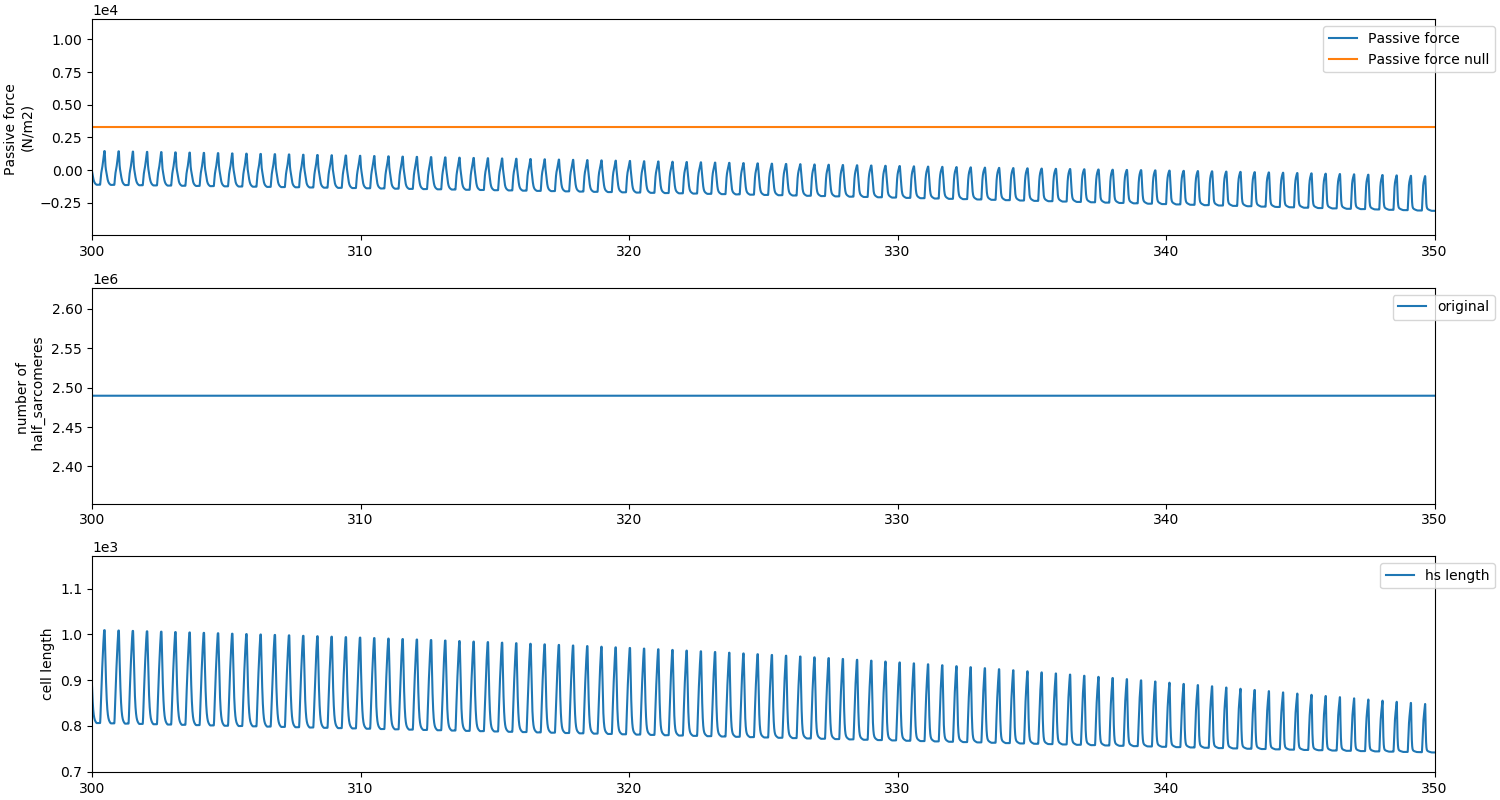 1e4
1.00
0.75
0.50
0.25
0.00
−0.25
Passive force
(N/m2)
Passive force
Passive force null
300 310 320 330 340 350
1e6
2.60
2.55
2.50
2.45
2.40
number of
half_sarcomeres
original
300 310 320 330 340 350
1e3
1.1
1.0
0.9
0.8
0.7
cell length
hs length
300 310 320 330 340 350